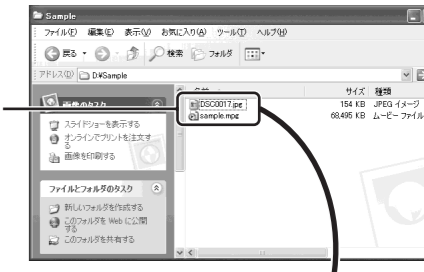 Sample
ファイル(F) 編集(E) 表示(V) お気に入り(A) ツール(T) ヘルプ(H)
戻る 検索 フォルダ
アドレス(D) D:¥Sample
サイズ 種類
画像のタスク
DSC0017.jpg 154 KB JPEG イメージ
sample.mpg 68,495 KB ムービー ファイル
スライドショーを表示する
オンラインでプリントを注文す
る
画像を印刷する
ファイルとフォルダのタスク
新しいフォルダを作成する
このフォルダを Web に公開
する
このフォルダを共有する